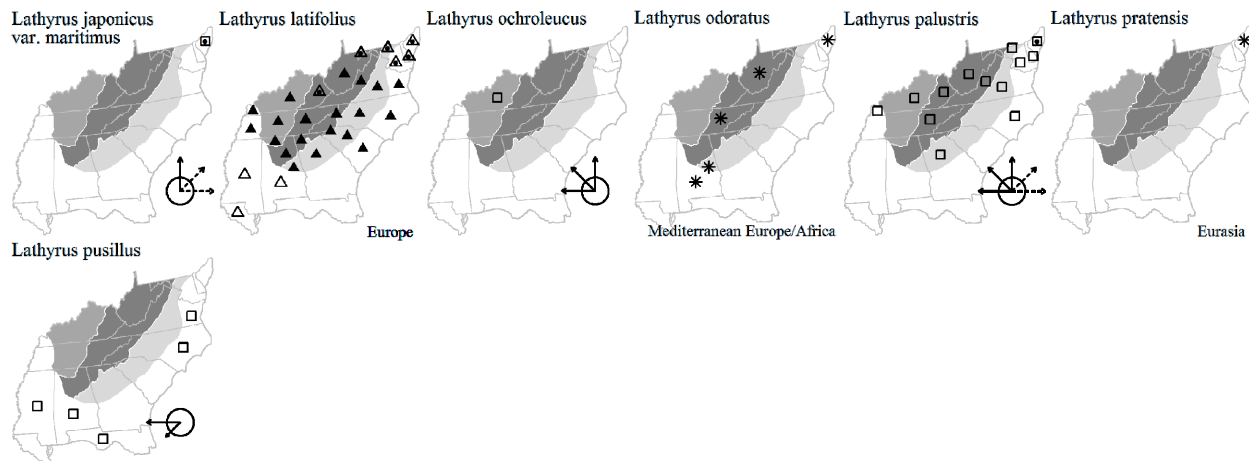 Lathyrus japonicus
var. maritimus
Lathyrus latifolius
Lathyrus ochroleucus
Lathyrus odoratus
Lathyrus palustris
Lathyrus pratensis
Europe
Mediterranean Europe/Africa
Eurasia
Lathyrus pusillus